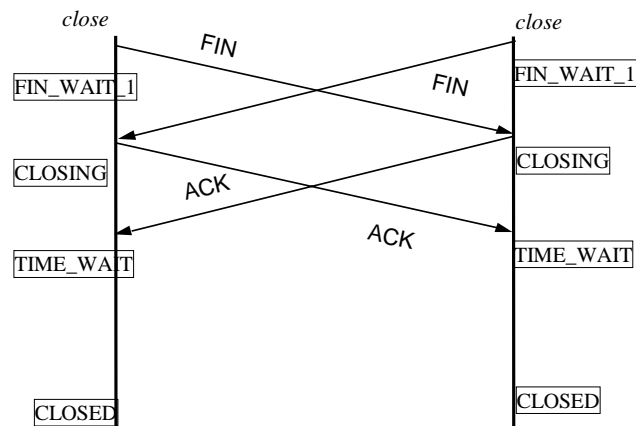 close
close
FIN
FIN_WAIT_1
FIN
FIN_WAIT_1
CLOSING
CLOSING
ACK
ACK
TIME_WAIT
TIME_WAIT
CLOSED
CLOSED